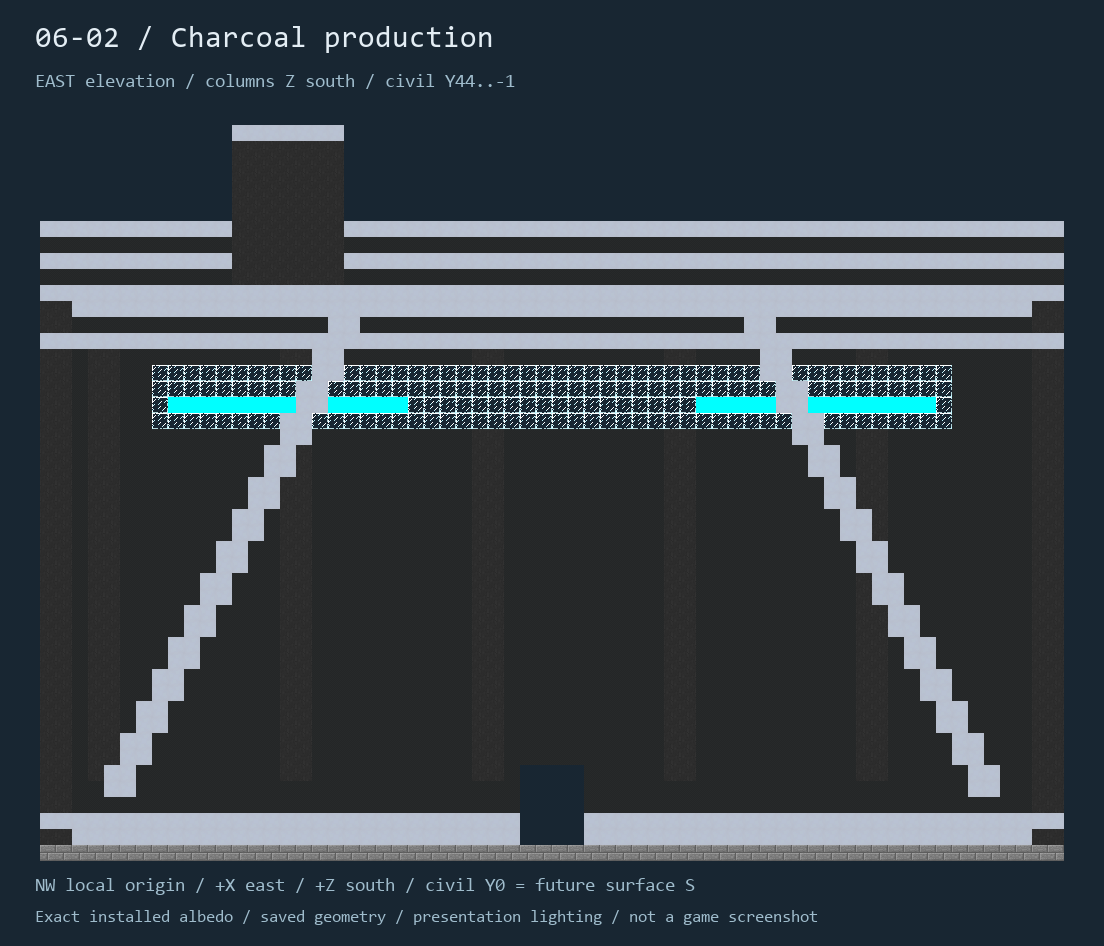 06-02 / Charcoal production
EAST elevation / columns Z south / civil Y44..-1
NW local origin / +X east / +Z south / civil Y0 = future surface S
Exact installed albedo / saved geometry / presentation lighting / not a game screenshot